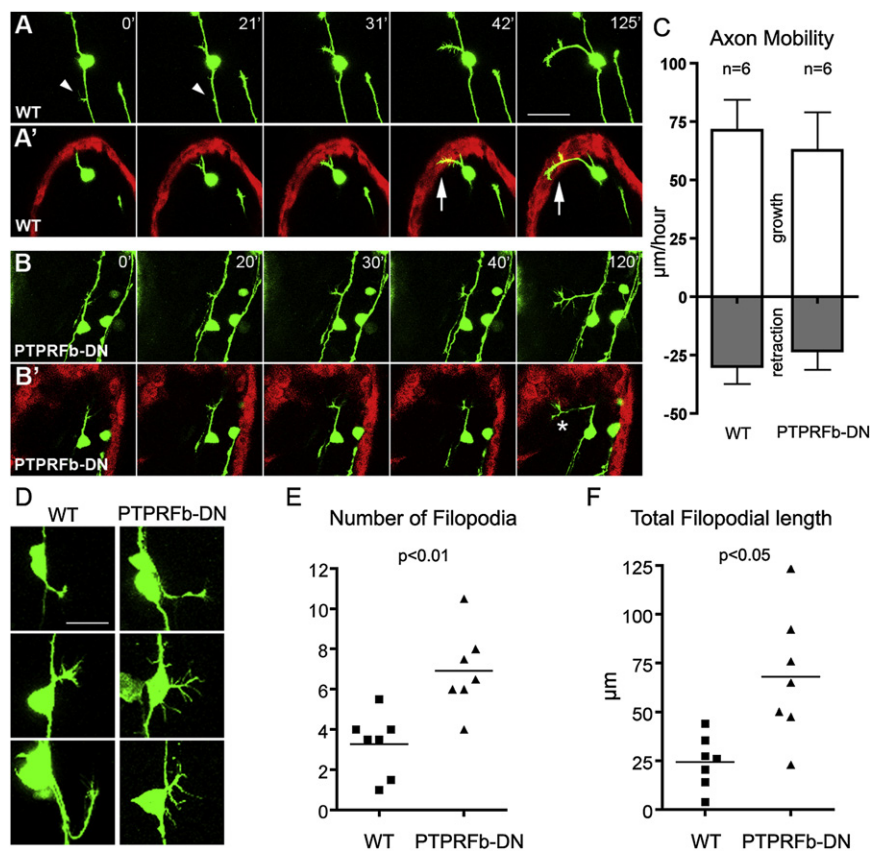 A 0' 21' 31' 42' 125'
WT
A'
WT
B 0' 20' 30' 40' 120'
PTPRFb-DN
B'
PTPRFb-DN
*
C
Axon Mobility
n=6 n=6
100
75
50
25
0
-25
-50
µm/hour
growth
retraction
WT PTPRFb-DN
D
WT PTPRFb-DN
E
Number of Filopodia
p<0.01
12
10
8
6
4
2
0
WT PTPRFb-DN
F
Total Filopodial length
p<0.05
125
100
75
50
25
0
µm
WT PTPRFb-DN